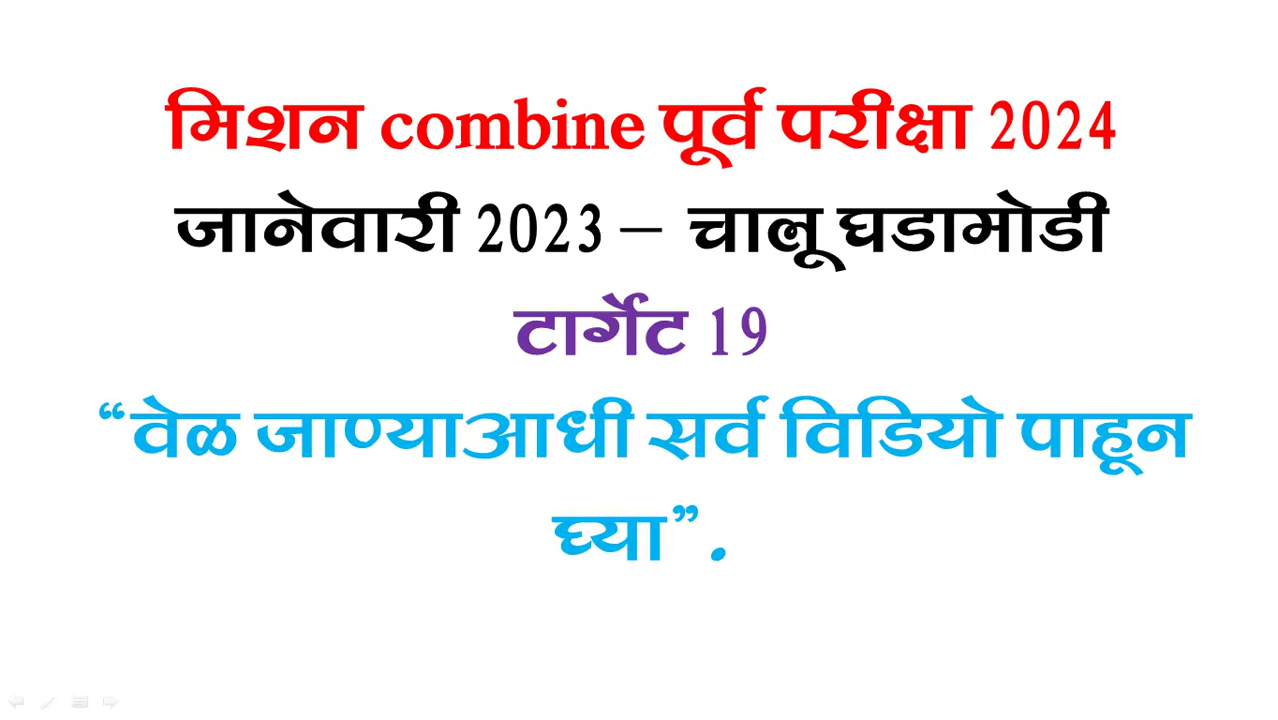 मिशन combine पूर्व परीक्षा 2024
जानेवारी 2023 – चालू घडामोडी
टार्गेट 19
“वेळ जाण्याआधी सर्व विडियो पाहून
घ्या”.